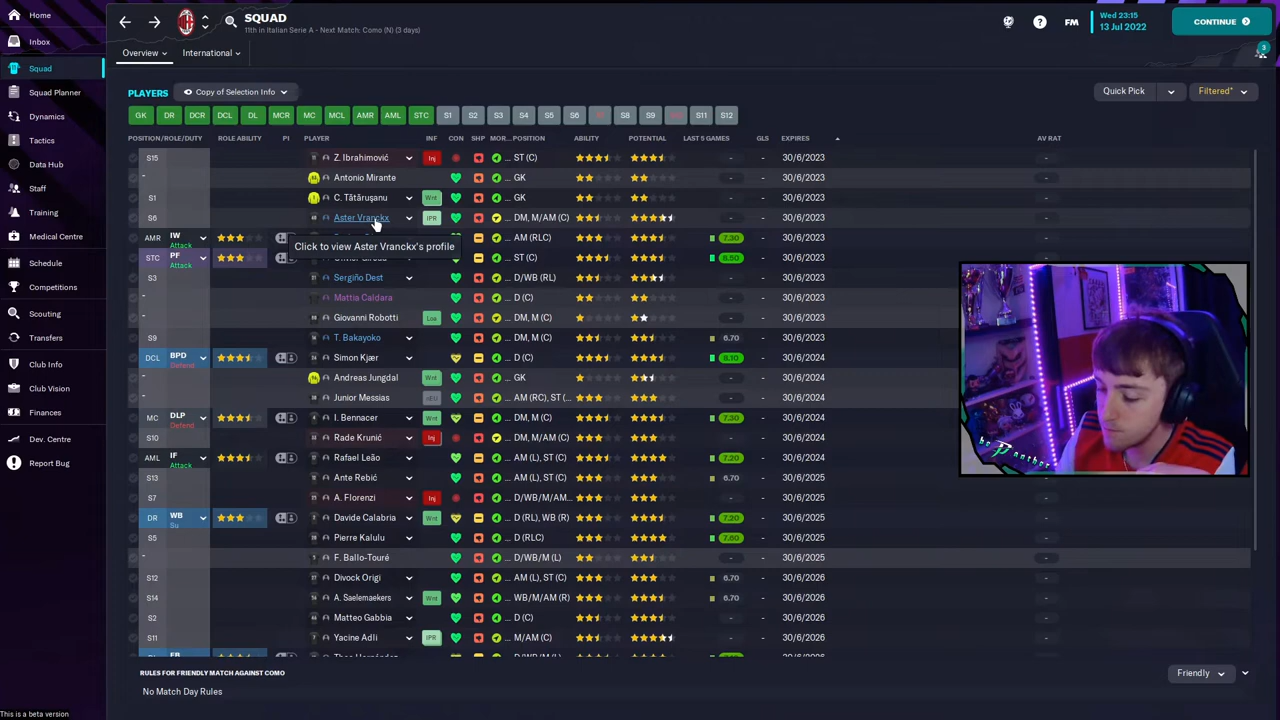 Home
Inbox
Squad
Squad Planner
Dynamics
Tactics
Data Hub
Staff
Training
Medical Centre
Schedule
Competitions
Scouting
Transfers
Club Info
Club Vision
Finances
Dev. Centre
Report Bug
This is a beta version
SQUAD
11th in Italian Serie A - Next Match: Como (N) (3 days)
FM
Wed 23:15
13 Jul 2022
CONTINUE
3
Overview
International
PLAYERS
Copy of Selection Info
Quick Pick
Filtered*
GK DR DCR DCL DL MCR MC MCL AMR AML STC S1 S2 S3 S4 S5 S6 S8 S9 S11 S12
POSITION/ROLE/DUTY ROLE ABILITY PI PLAYER INF CON SHP MOR... POSITION ABILITY POTENTIAL LAST 5 GAMES GLS EXPIRES AV RAT
S15 Z. Ibrahimović Inj ST (C) - - 30/6/2023
- Antonio Mirante ... GK - - 30/6/2023
S1 C. Tătărușanu Wnt ... GK - - 30/6/2023
S6 Aster Vranckx IPR ... DM, M/AM (C) - - 30/6/2023
AMR IW Attack ... AM (RLC) 7.30 - 30/6/2023
Click to view Aster Vranckx's profile
STC PF Attack ... ST (C) 8.50 - 30/6/2023
S3 Sergiño Dest ... D/WB (RL) - - 30/6/2023
- Mattia Caldara ... D (C) - - 30/6/2023
- Giovanni Robotti Loa ... DM, M (C) - - 30/6/2023
S9 T. Bakayoko ... DM, M (C) 6.70 - 30/6/2023
DCL BPD Defend Simon Kjær ... D (C) 8.10 - 30/6/2024
- Andreas Jungdal Wnt ... GK - - 30/6/2024
- Junior Messias nEU ... AM (RC), ST (... - - 30/6/2024
MC DLP Defend I. Bennacer Wnt ... DM, M (C) 7.30 - 30/6/2024
S10 Rade Krunić Inj ... DM, M/AM (C) - - 30/6/2024
AML IF Attack Rafael Leão ... AM (L), ST (C) 7.20 - 30/6/2024
S13 Ante Rebić ... AM (L), ST (C) 6.70 - 30/6/2025
S7 A. Florenzi Inj ... D/WB/M/AM... - - 30/6/2025
DR WB Su Davide Calabria Wnt ... D (RL), WB (R) 7.20 - 30/6/2025
S5 Pierre Kalulu ... D (RLC) 7.60 - 30/6/2025
- F. Ballo-Touré ... D/WB/M (L) - - 30/6/2025
S12 Divock Origi ... AM (L), ST (C) 6.70 - 30/6/2026
S14 A. Saelemaekers Wnt ... WB/M/AM (R) 6.70 - 30/6/2026
S2 Matteo Gabbia ... D (C) - - 30/6/2026
S11 Yacine Adli IPR ... M/AM (C) - - 30/6/2026
RULES FOR FRIENDLY MATCH AGAINST COMO
Friendly
No Match Day Rules